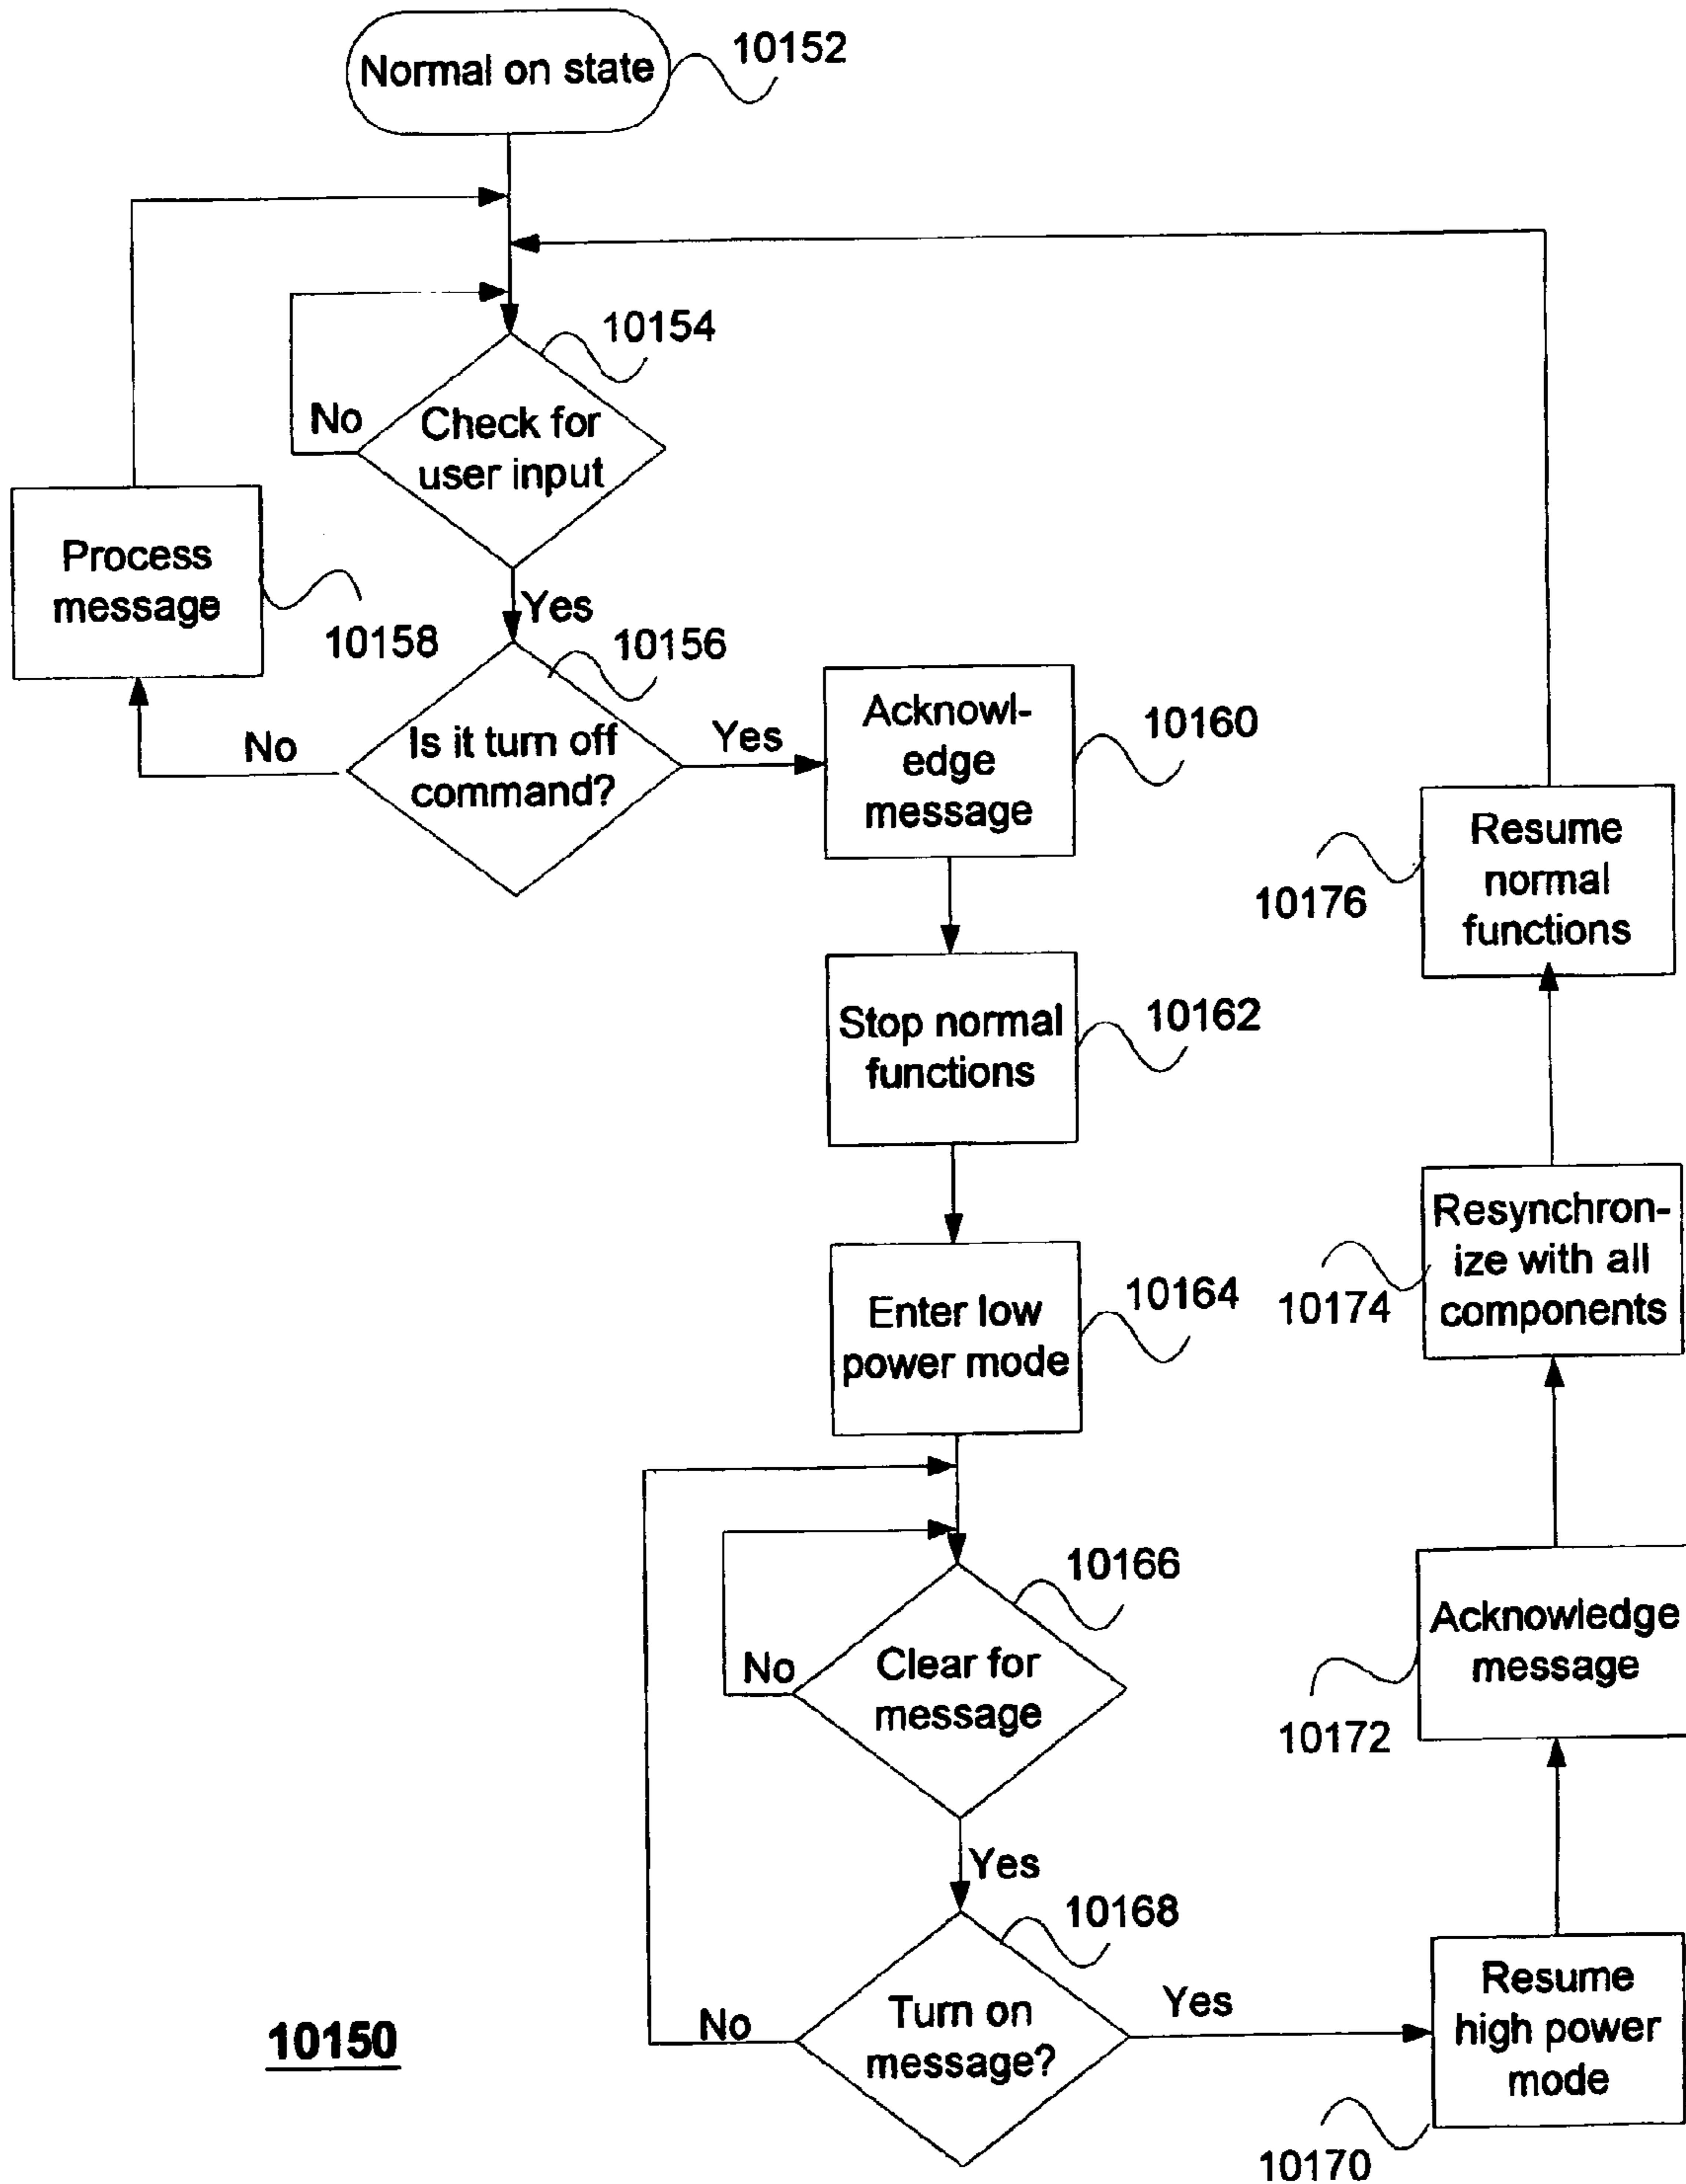 Normal on state
10152
10154
No
Check for
user input
Process
message
10158
Yes
10156
No
Is it turn off
command?
Yes
Acknowl-
edge
message
10160
Stop normal
functions
10162
Enter low
power mode
10164
10166
No
Clear for
message
Yes
10168
No
Turn on
message?
Yes
Resume
high power
mode
10170
Acknowledge
message
10172
Resynchron-
ize with all
components
10174
Resume
normal
functions
10176
10150